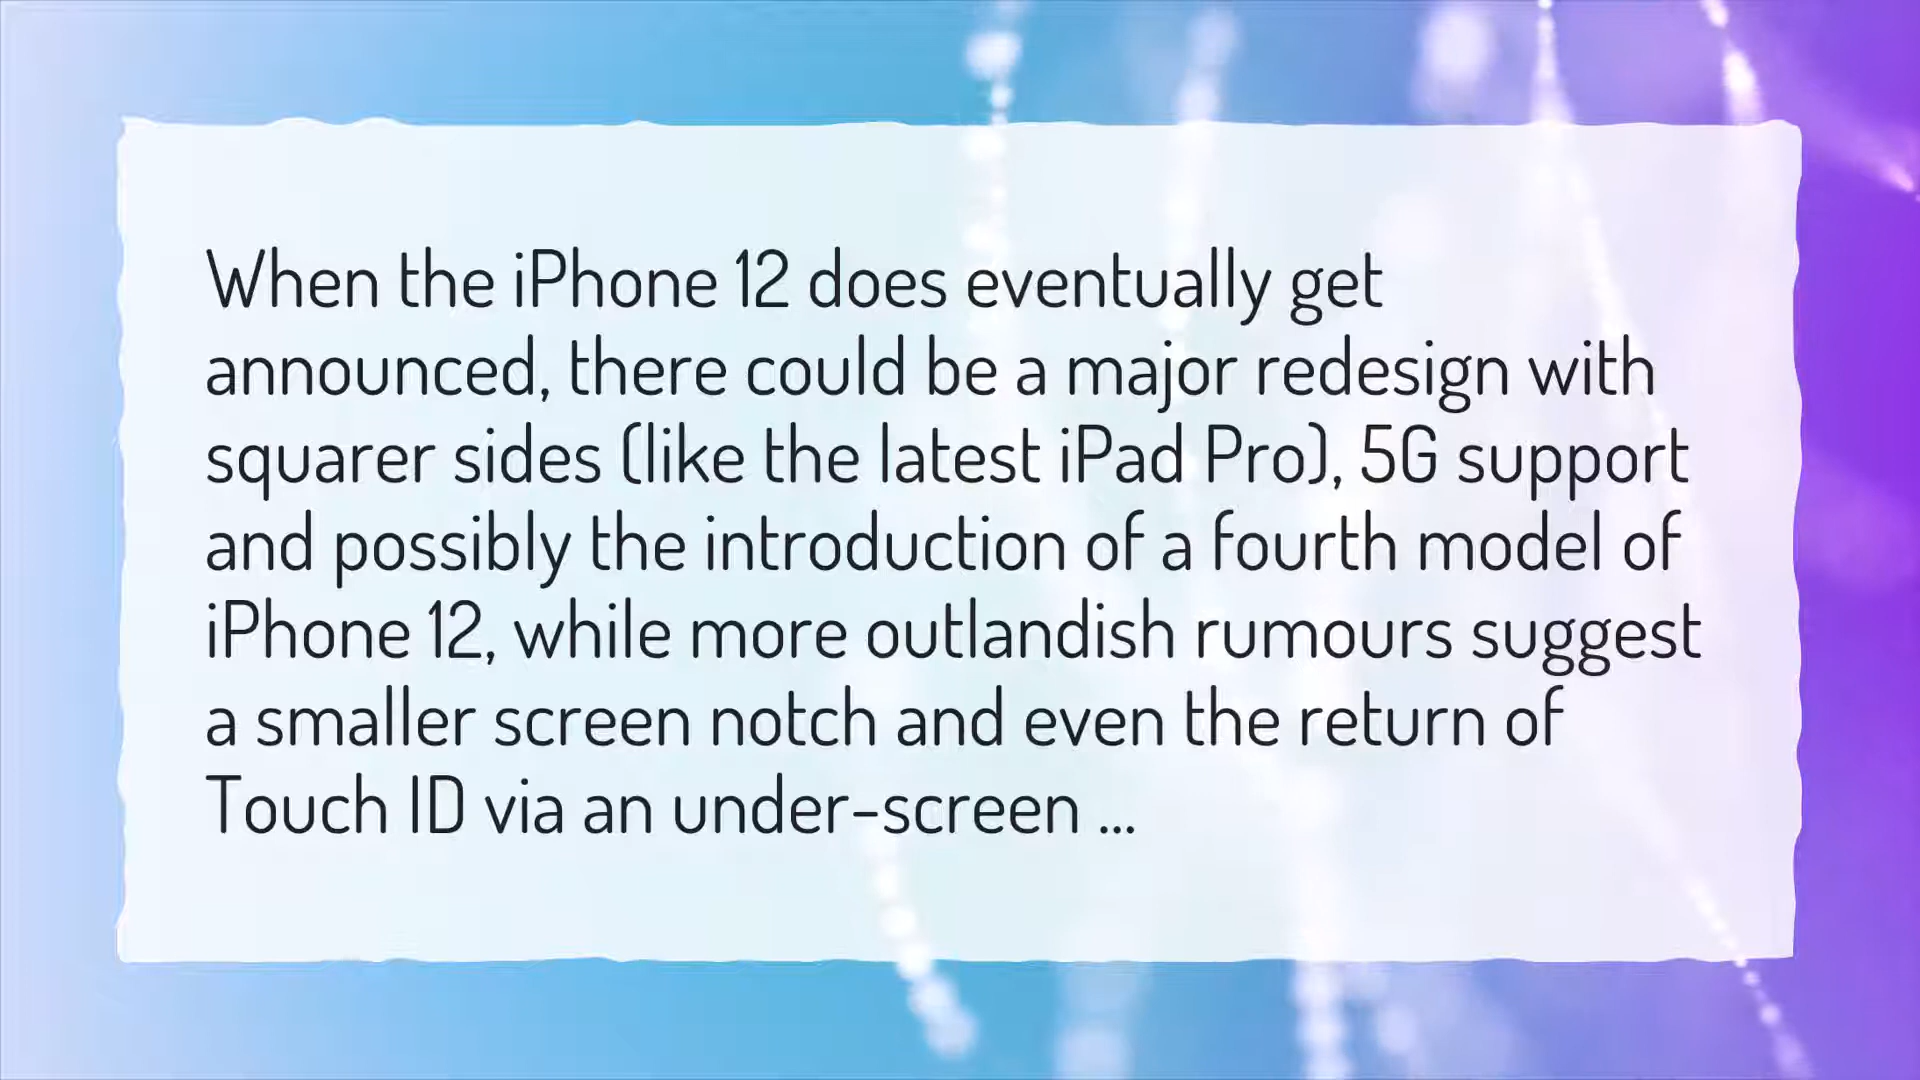 When the iPhone 12 does eventually get
announced, there could be a major redesign with
squarer sides (like the latest iPad Pro), 5G support
and possibly the introduction of a fourth model of
iPhone 12, while more outlandish rumours suggest
a smaller screen notch and even the return of
Touch ID via an under-screen ...